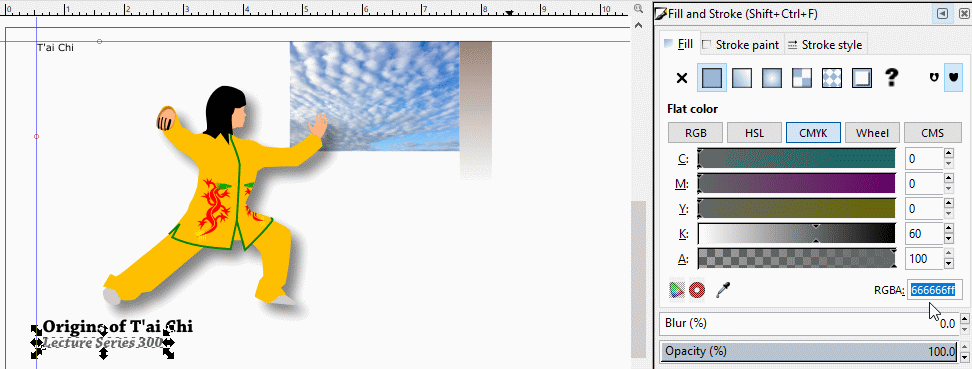 0 1 2 3 4 5 6 7 8 9 10
T'ai Chi
Origins of T'ai Chi
Lecture Series 300
Fill and Stroke (Shift+Ctrl+F)
Fill Stroke paint Stroke style
?
Flat color
RGB HSL CMYK Wheel CMS
C: 0
M: 0
Y: 0
K: 60
A: 100
RGBA: 666666ff
Blur (%) 0.0
Opacity (%) 100.0